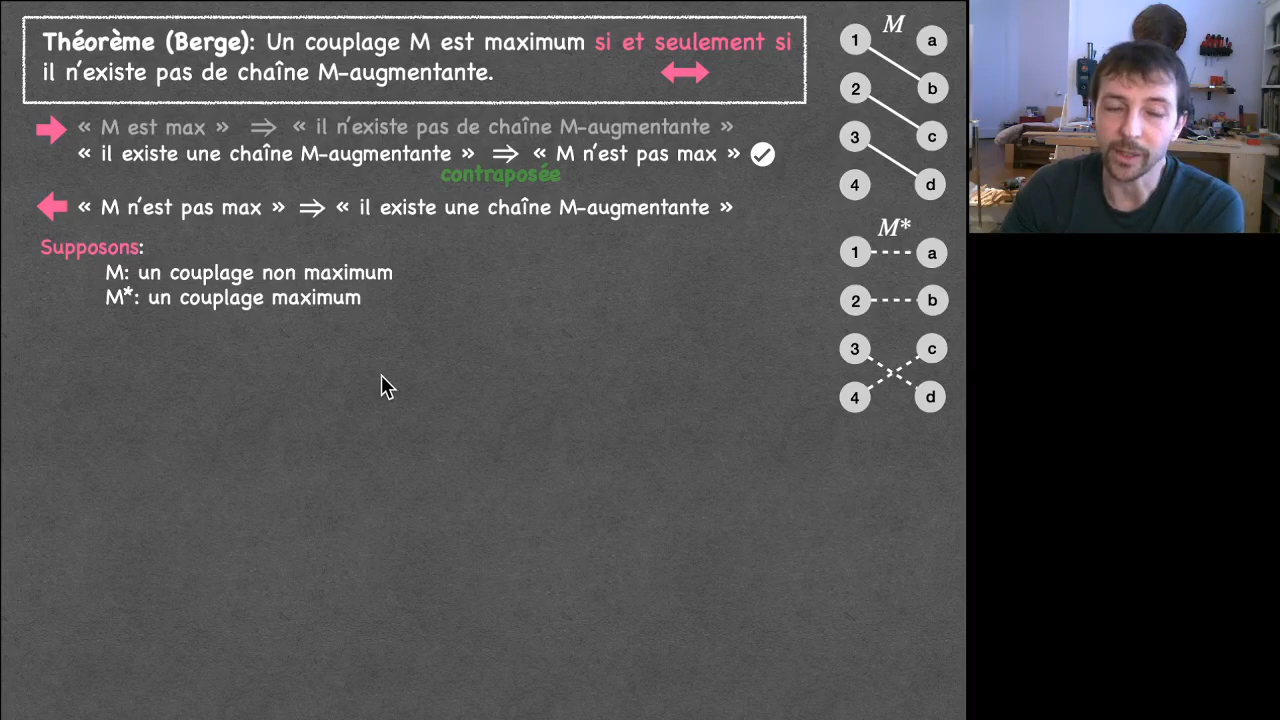 Théorème (Berge): Un couplage M est maximum si et seulement si
il n'existe pas de chaîne M-augmentante.
« M est max » ⇒ « il n'existe pas de chaîne M-augmentante »
« il existe une chaîne M-augmentante » ⇒ « M n'est pas max »
contraposée
« M n'est pas max » ⇒ « il existe une chaîne M-augmentante »
Supposons:
M: un couplage non maximum
M*: un couplage maximum
M
1 a
2 b
3 c
4 d
M*
1 a
2 b
3 c
4 d